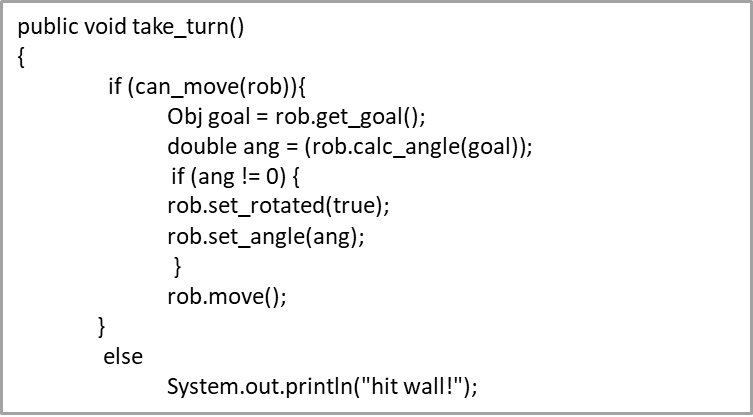 public void take_turn()
{
if (can_move(rob)){
Obj goal = rob.get_goal();
double ang = (rob.calc_angle(goal));
if (ang != 0) {
rob.set_rotated(true);
rob.set_angle(ang);
}
rob.move();
}
else
System.out.println("hit wall!");